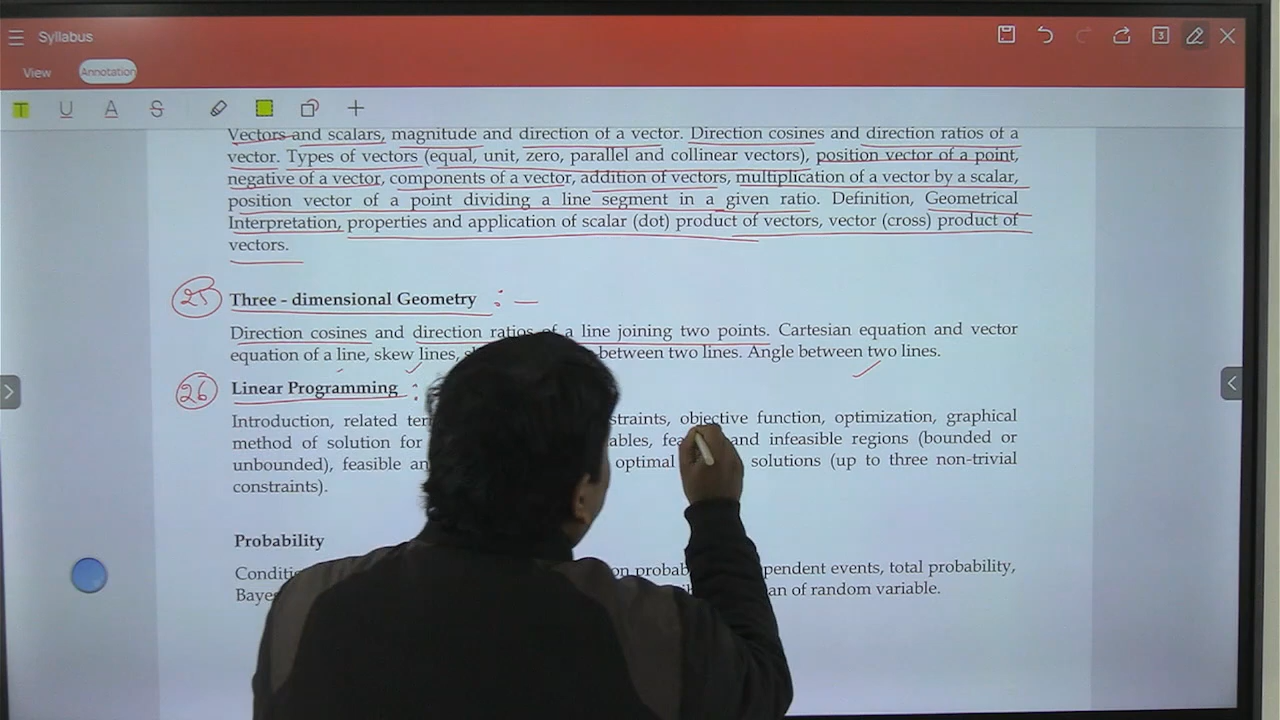 Syllabus
View Annotation
T U A S
3
Vectors and scalars, magnitude and direction of a vector. Direction cosines and direction ratios of a
vector. Types of vectors (equal, unit, zero, parallel and collinear vectors), position vector of a point,
negative of a vector, components of a vector, addition of vectors, multiplication of a vector by a scalar,
position vector of a point dividing a line segment in a given ratio. Definition, Geometrical
Interpretation, properties and application of scalar (dot) product of vectors, vector (cross) product of
vectors.
25 Three - dimensional Geometry : —
Direction cosines and direction ratios of a line joining two points. Cartesian equation and vector
equation of a line, skew lines, between two lines. Angle between two lines.
26 Linear Programming :
Introduction, related objective function, optimization, graphical
method of solution for and infeasible regions (bounded or
unbounded), feasible optimal solutions (up to three non-trivial
constraints).
Probability
events, total probability,
of random variable.